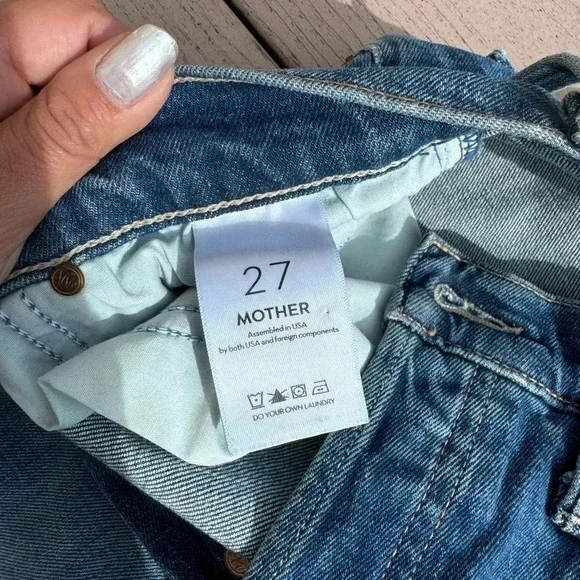 27
MOTHER
Assembled in USA
by both USA and foreign components
DO YOUR OWN LAUNDRY